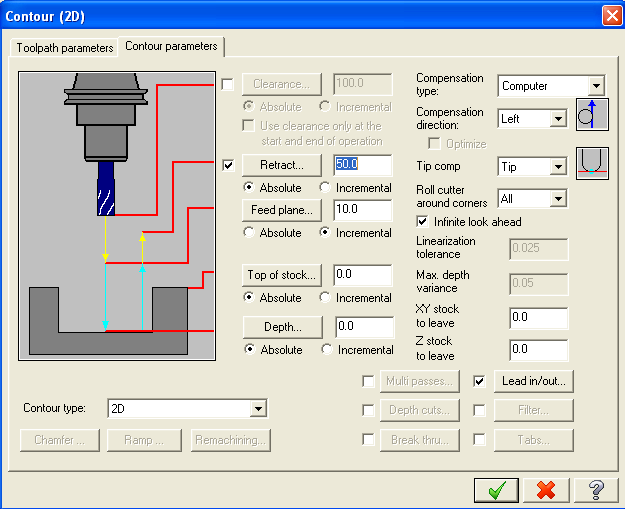 Contour (2D)
Toolpath parameters
Contour parameters
Clearance...
100.0
Absolute
Incremental
Use clearance only at the
start and end of operation
Retract...
50.0
Absolute
Incremental
Feed plane...
10.0
Absolute
Incremental
Top of stock...
0.0
Absolute
Incremental
Depth...
0.0
Absolute
Incremental
Compensation
type:
Computer
Compensation
direction:
Left
Optimize
Tip comp
Tip
Roll cutter
around corners
All
Infinite look ahead
Linearization
tolerance
0.025
Max. depth
variance
0.05
XY stock
to leave
0.0
Z stock
to leave
0.0
Multi passes...
Lead in/out...
Contour type:
2D
Depth cuts...
Filter...
Chamfer ...
Ramp ...
Remachining...
Break thru...
Tabs...
?